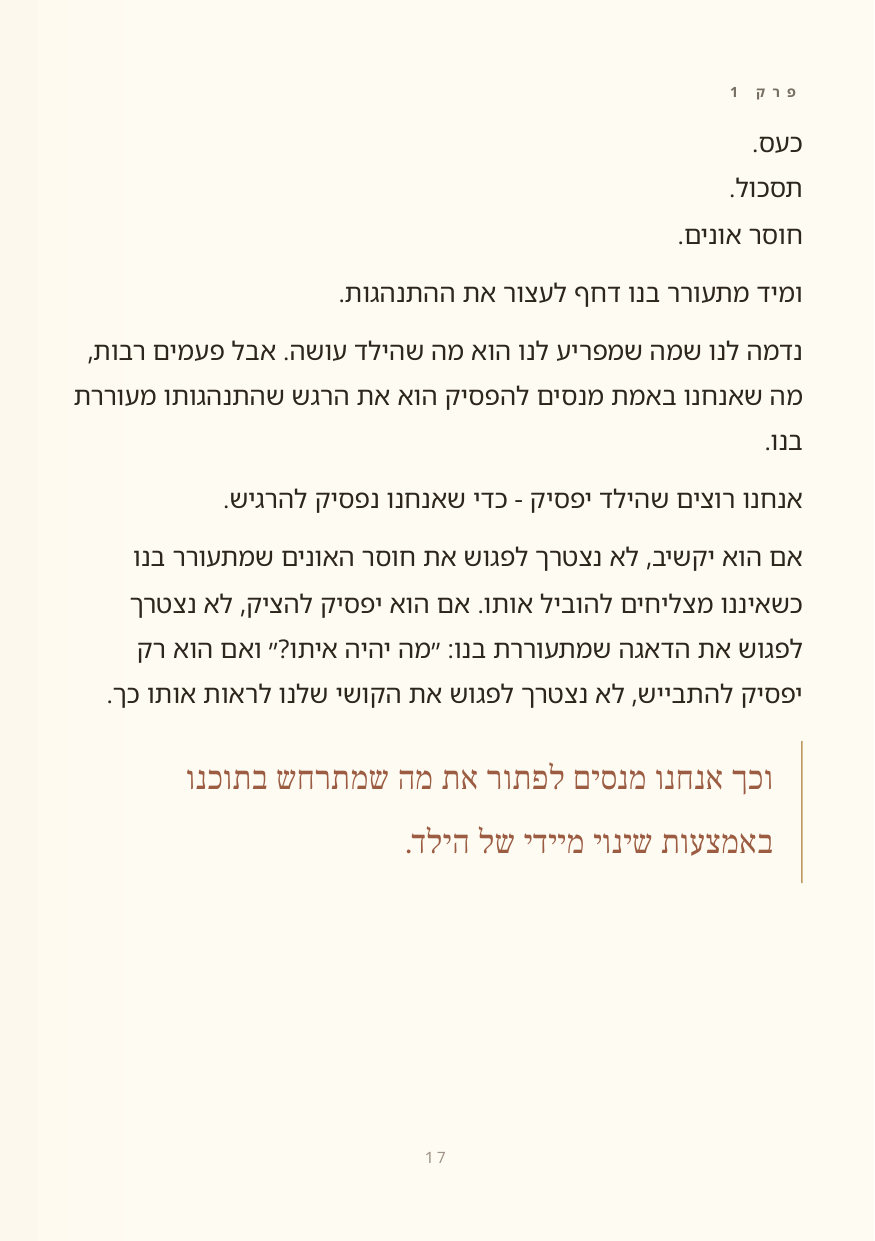 פרק 1
כעס.
תסכול.
חוסר אונים.
ומיד מתעורר בנו דחף לעצור את ההתנהגות.
נדמה לנו שמה שמפריע לנו הוא מה שהילד עושה. אבל פעמים רבות,
מה שאנחנו באמת מנסים להפסיק הוא את הרגש שהתנהגותו מעוררת
בנו.
אנחנו רוצים שהילד יפסיק - כדי שאנחנו נפסיק להרגיש.
אם הוא יקשיב, לא נצטרך לפגוש את חוסר האונים שמתעורר בנו
כשאיננו מצליחים להוביל אותו. אם הוא יפסיק להציק, לא נצטרך
לפגוש את הדאגה שמתעוררת בנו: ״מה יהיה איתו?״ ואם הוא רק
יפסיק להתבייש, לא נצטרך לפגוש את הקושי שלנו לראות אותו כך.
וכך אנחנו מנסים לפתור את מה שמתרחש בתוכנו
באמצעות שינוי מיידי של הילד.
17